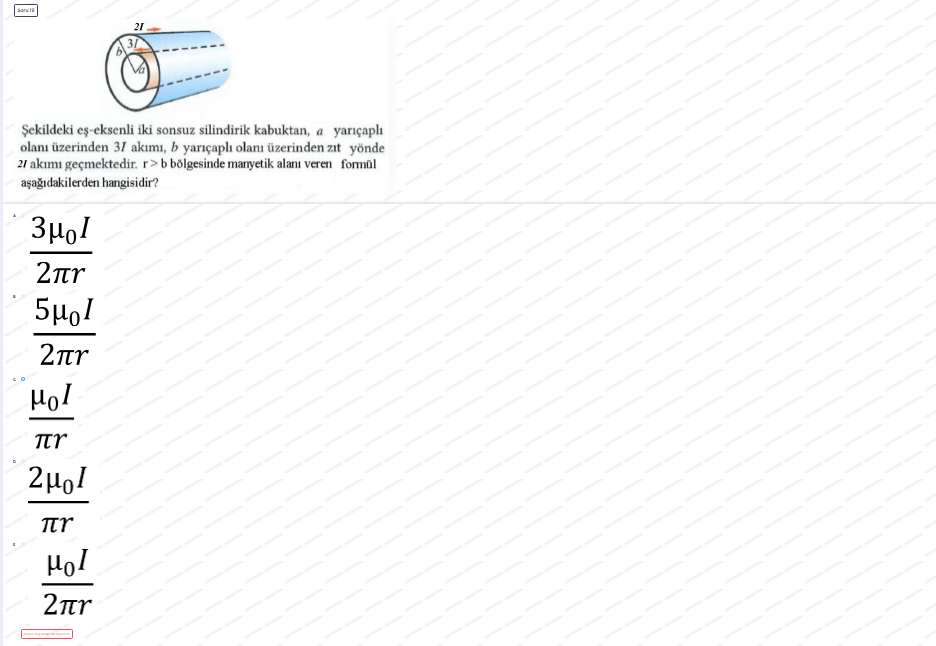 Soru 13
2I
3I
b
a
Şekildeki eş-eksenli iki sonsuz silindirik kabuktan, a yarıçaplı
olanı üzerinden 3I akımı, b yarıçaplı olanı üzerinden zıt yönde
2I akımı geçmektedir. r > b bölgesinde manyetik alanı veren formül
aşağıdakilerden hangisidir?
A
3μ₀I
2πr
B
5μ₀I
2πr
C
μ₀I
πr
D
2μ₀I
πr
E
μ₀I
2πr